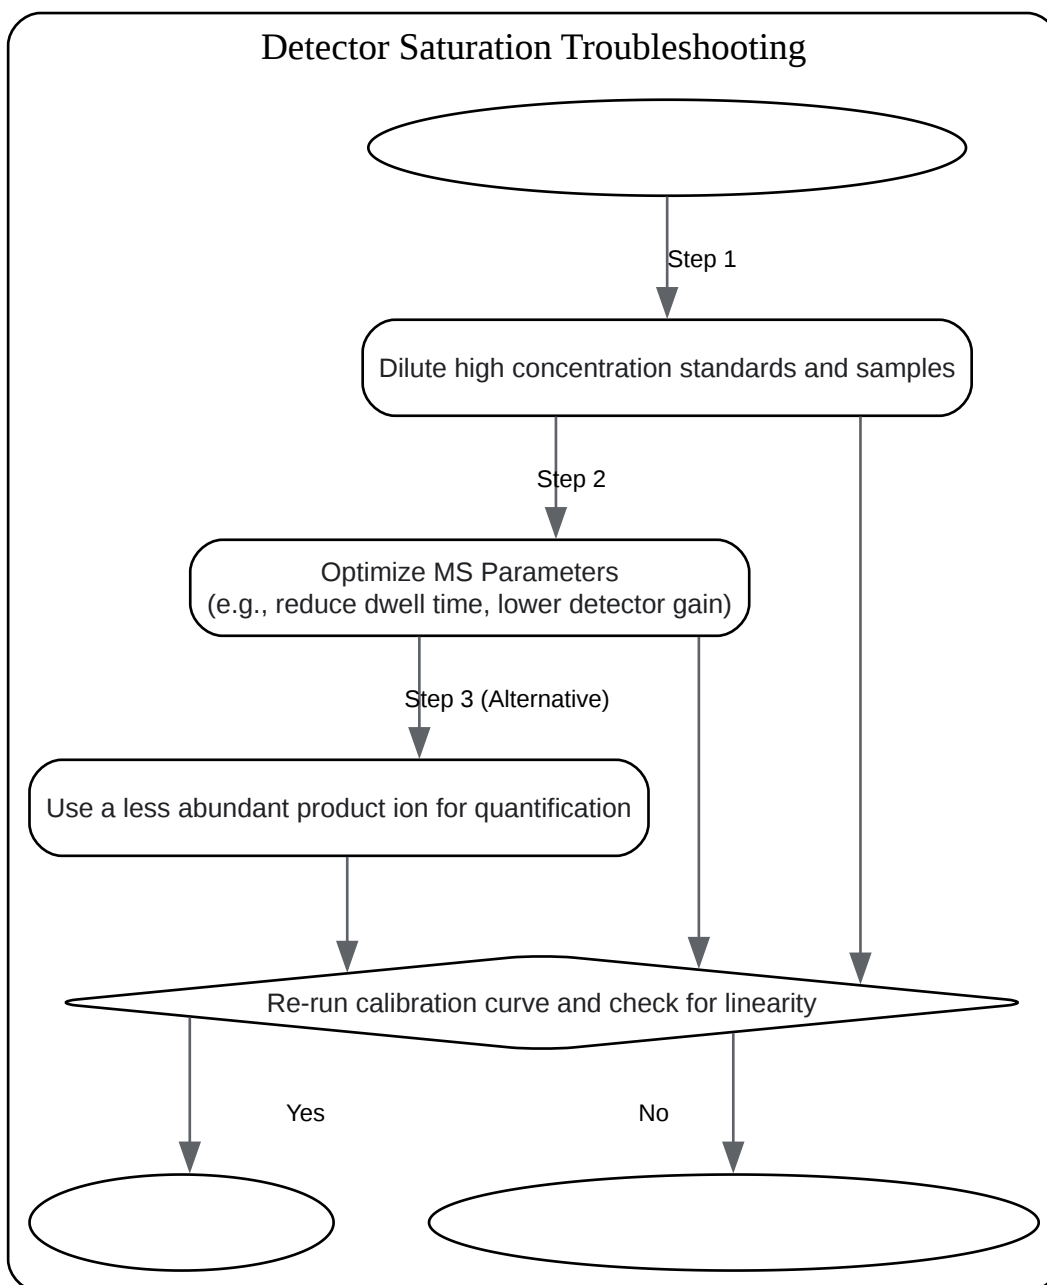 Detector Saturation Troubleshooting
Step 1
Dilute high concentration standards and samples
Step 2
Optimize MS Parameters
(e.g., reduce dwell time, lower detector gain)
Step 3 (Alternative)
Use a less abundant product ion for quantification
Re-run calibration curve and check for linearity
Yes
No